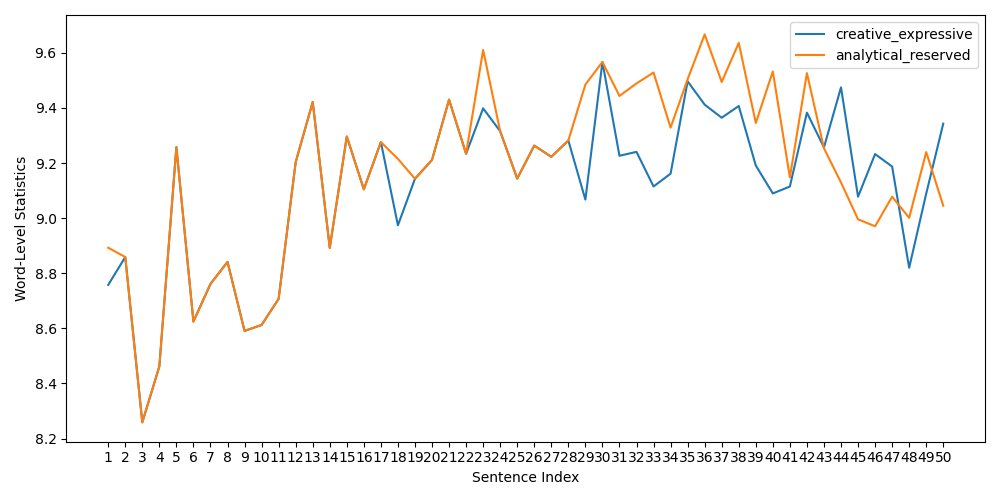 creative_expressive
analytical_reserved
9.6
9.4
9.2
9.0
8.8
8.6
8.4
8.2
Word-Level Statistics
1 2 3 4 5 6 7 8 9 10 11 12 13 14 15 16 17 18 19 20 21 22 23 24 25 26 27 28 29 30 31 32 33 34 35 36 37 38 39 40 41 42 43 44 45 46 47 48 49 50
Sentence Index